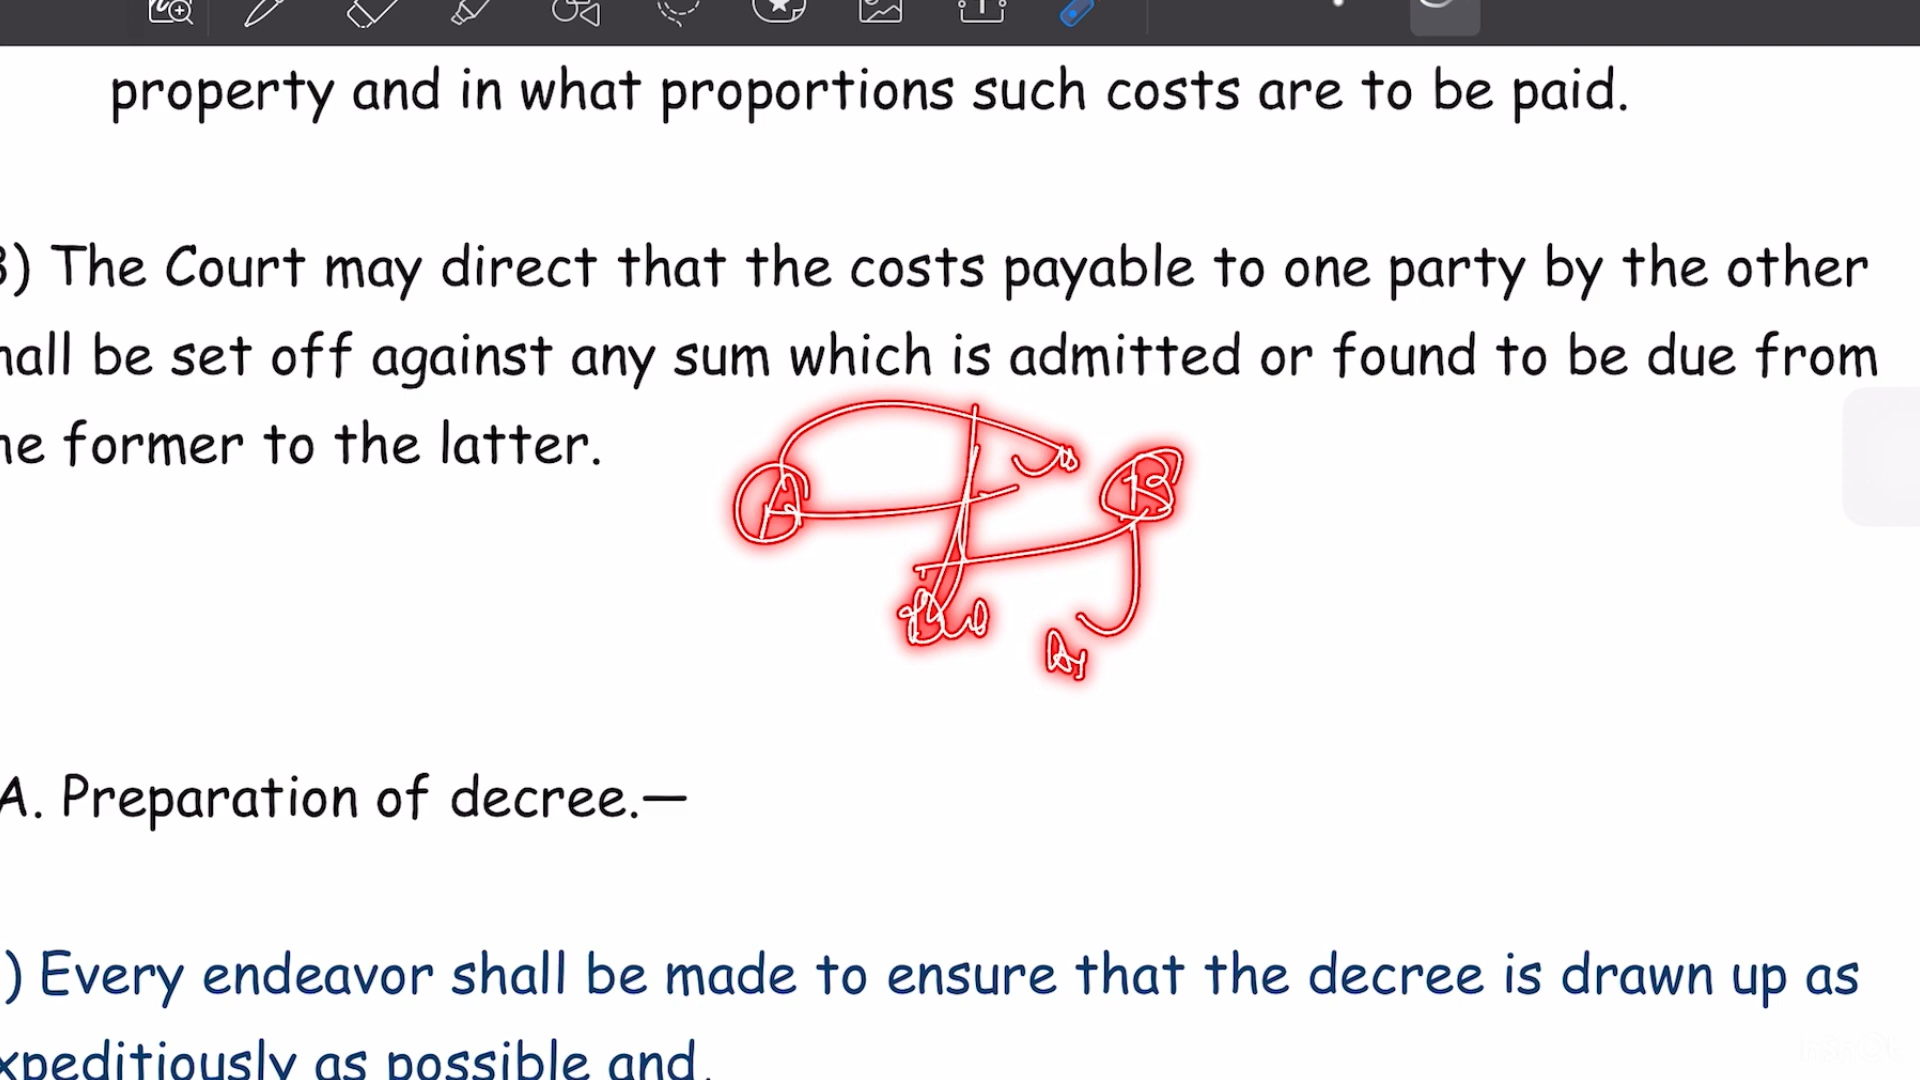 property and in what proportions such costs are to be paid.
3) The Court may direct that the costs payable to one party by the other
hall be set off against any sum which is admitted or found to be due from
he former to the latter.
A B
A. Preparation of decree.—
) Every endeavor shall be made to ensure that the decree is drawn up as
xpeditiously as possible and